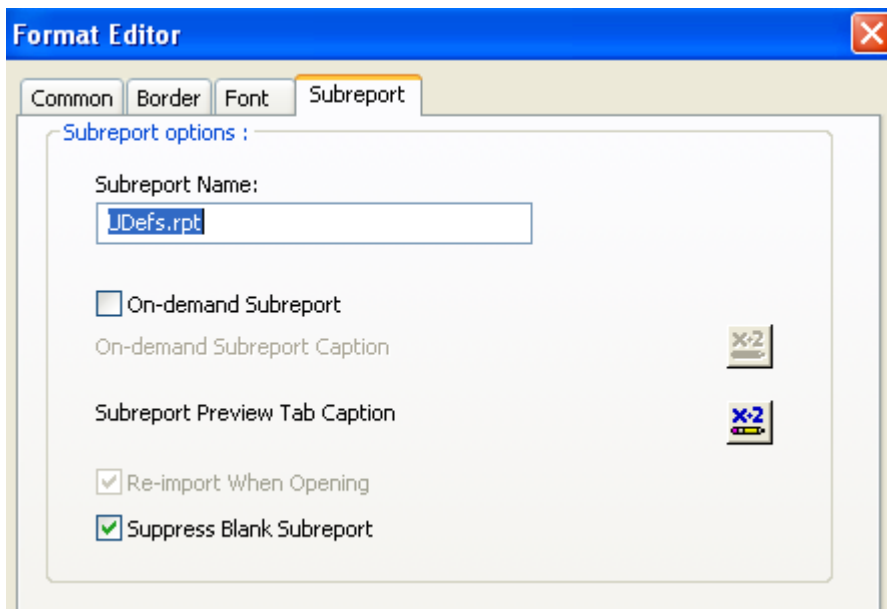 Format Editor
Common Border Font Subreport
Subreport options :
Subreport Name:
UDefs.rpt
On-demand Subreport
On-demand Subreport Caption
X+2
Subreport Preview Tab Caption
X+2
Re-import When Opening
Suppress Blank Subreport